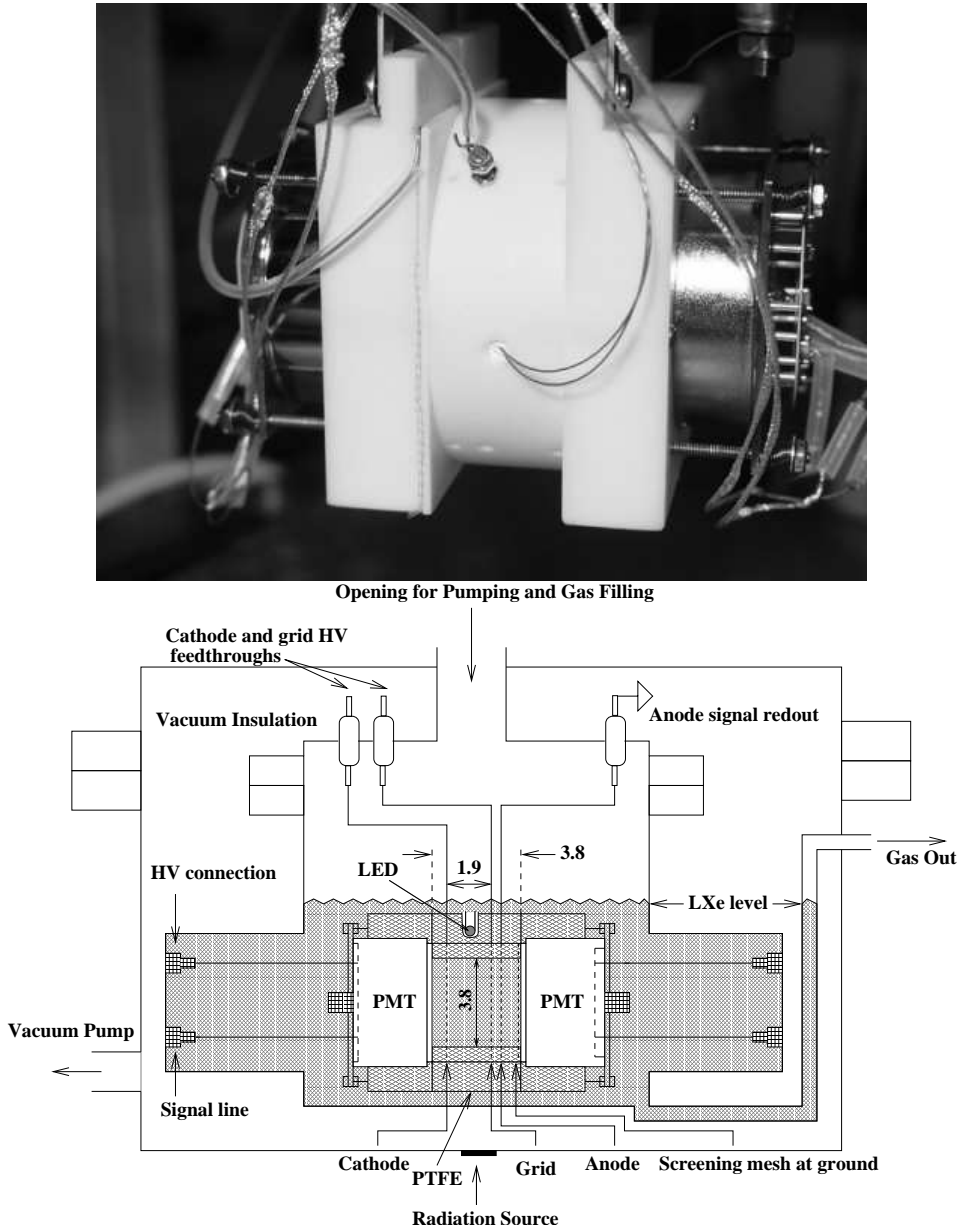 Opening for Pumping and Gas Filling
Cathode and grid HV
feedthroughs
Vacuum Insulation
Anode signal redout
3.8
1.9
Gas Out
HV connection
LED
LXe level
PMT
3.8
PMT
Vacuum Pump
Signal line
Cathode
PTFE
Grid
Anode
Screening mesh at ground
Radiation Source